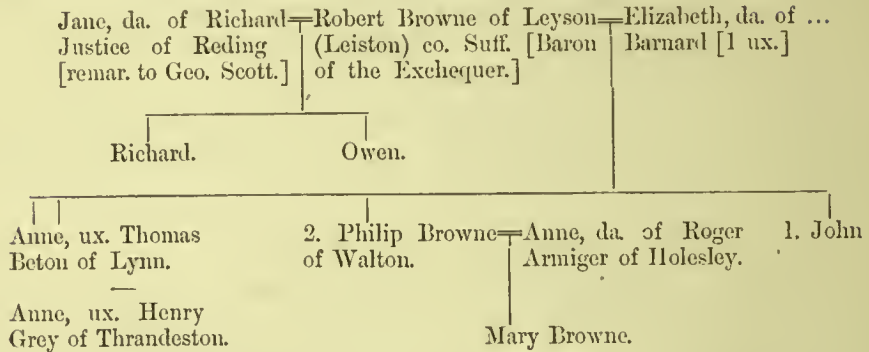 Jane, da. of Richard Robert Browne of Leyson Elizabeth, da. of ...
Justice of Reding (Leiston) co. Suff. [Baron Barnard [1 ux.]
[remar. to Geo. Scott.] of the Exchequer.]
Richard. Owen.
Anne, ux. Thomas 2. Philip Browne Anne, da. of Roger 1. John
Beton of Lynn. of Walton. Armiger of Holesley.
Anne, ux. Henry
Grey of Thrandeston. Mary Browne.